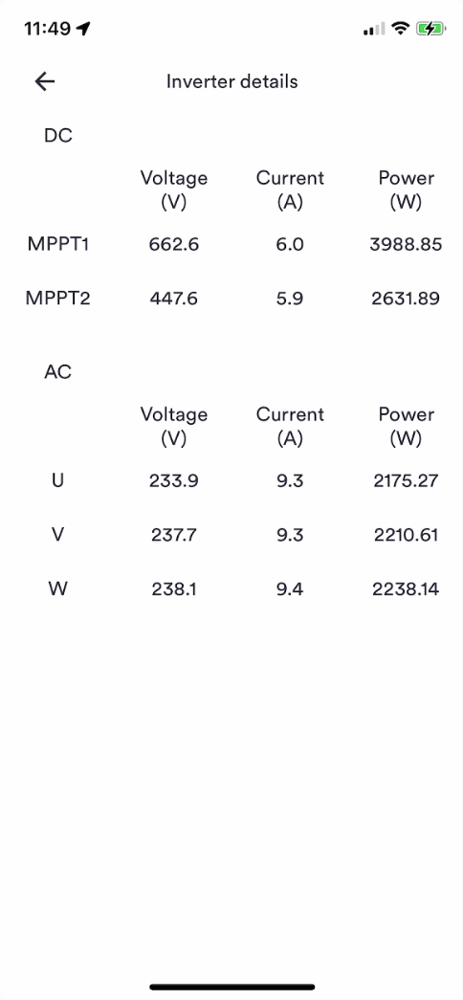 11:49
Inverter details
DC
Voltage (V) Current (A) Power (W)
MPPT1 662.6 6.0 3988.85
MPPT2 447.6 5.9 2631.89
AC
Voltage (V) Current (A) Power (W)
U 233.9 9.3 2175.27
V 237.7 9.3 2210.61
W 238.1 9.4 2238.14